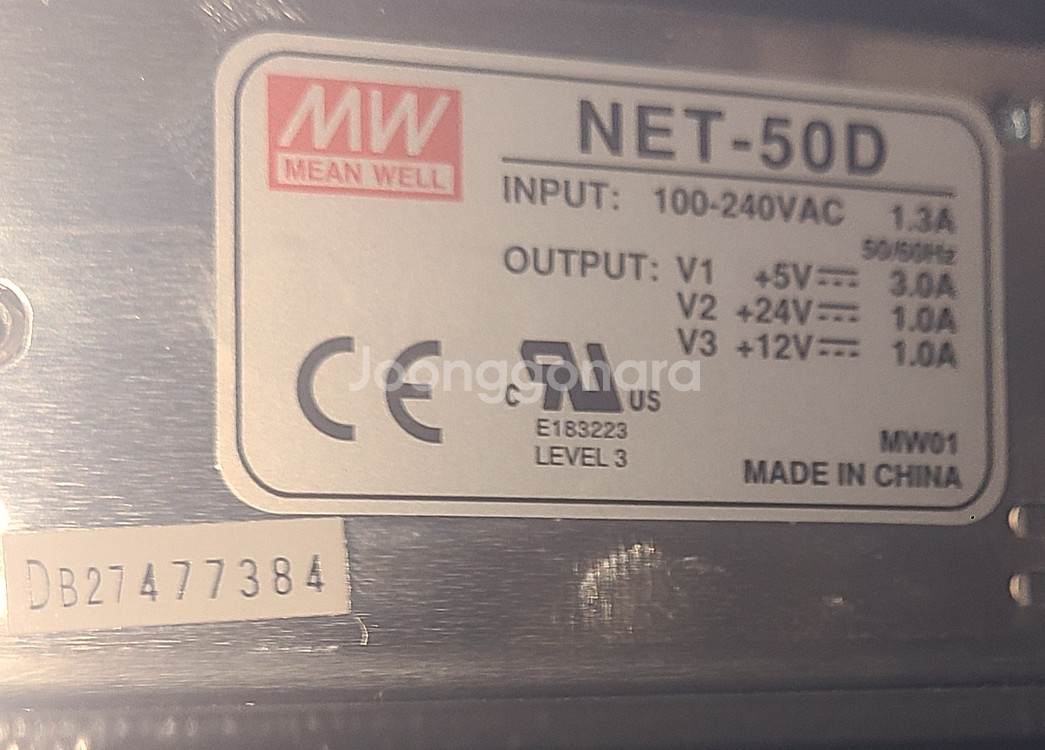 MW
MEAN WELL
NET-50D
INPUT: 100-240VAC 1.3A
50/60Hz
OUTPUT: V1 +5V 3.0A
V2 +24V 1.0A
V3 +12V 1.0A
Joonggonara
CE
C US
E183223
LEVEL 3
MW01
MADE IN CHINA
DB27477384